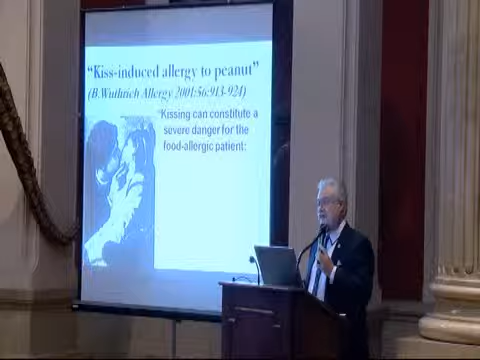 “Kiss-induced allergy to peanut”
(B.Wuthrich Allergy 2001:56:913-924)
Kissing can constitute a
severe danger for the
food-allergic patient: